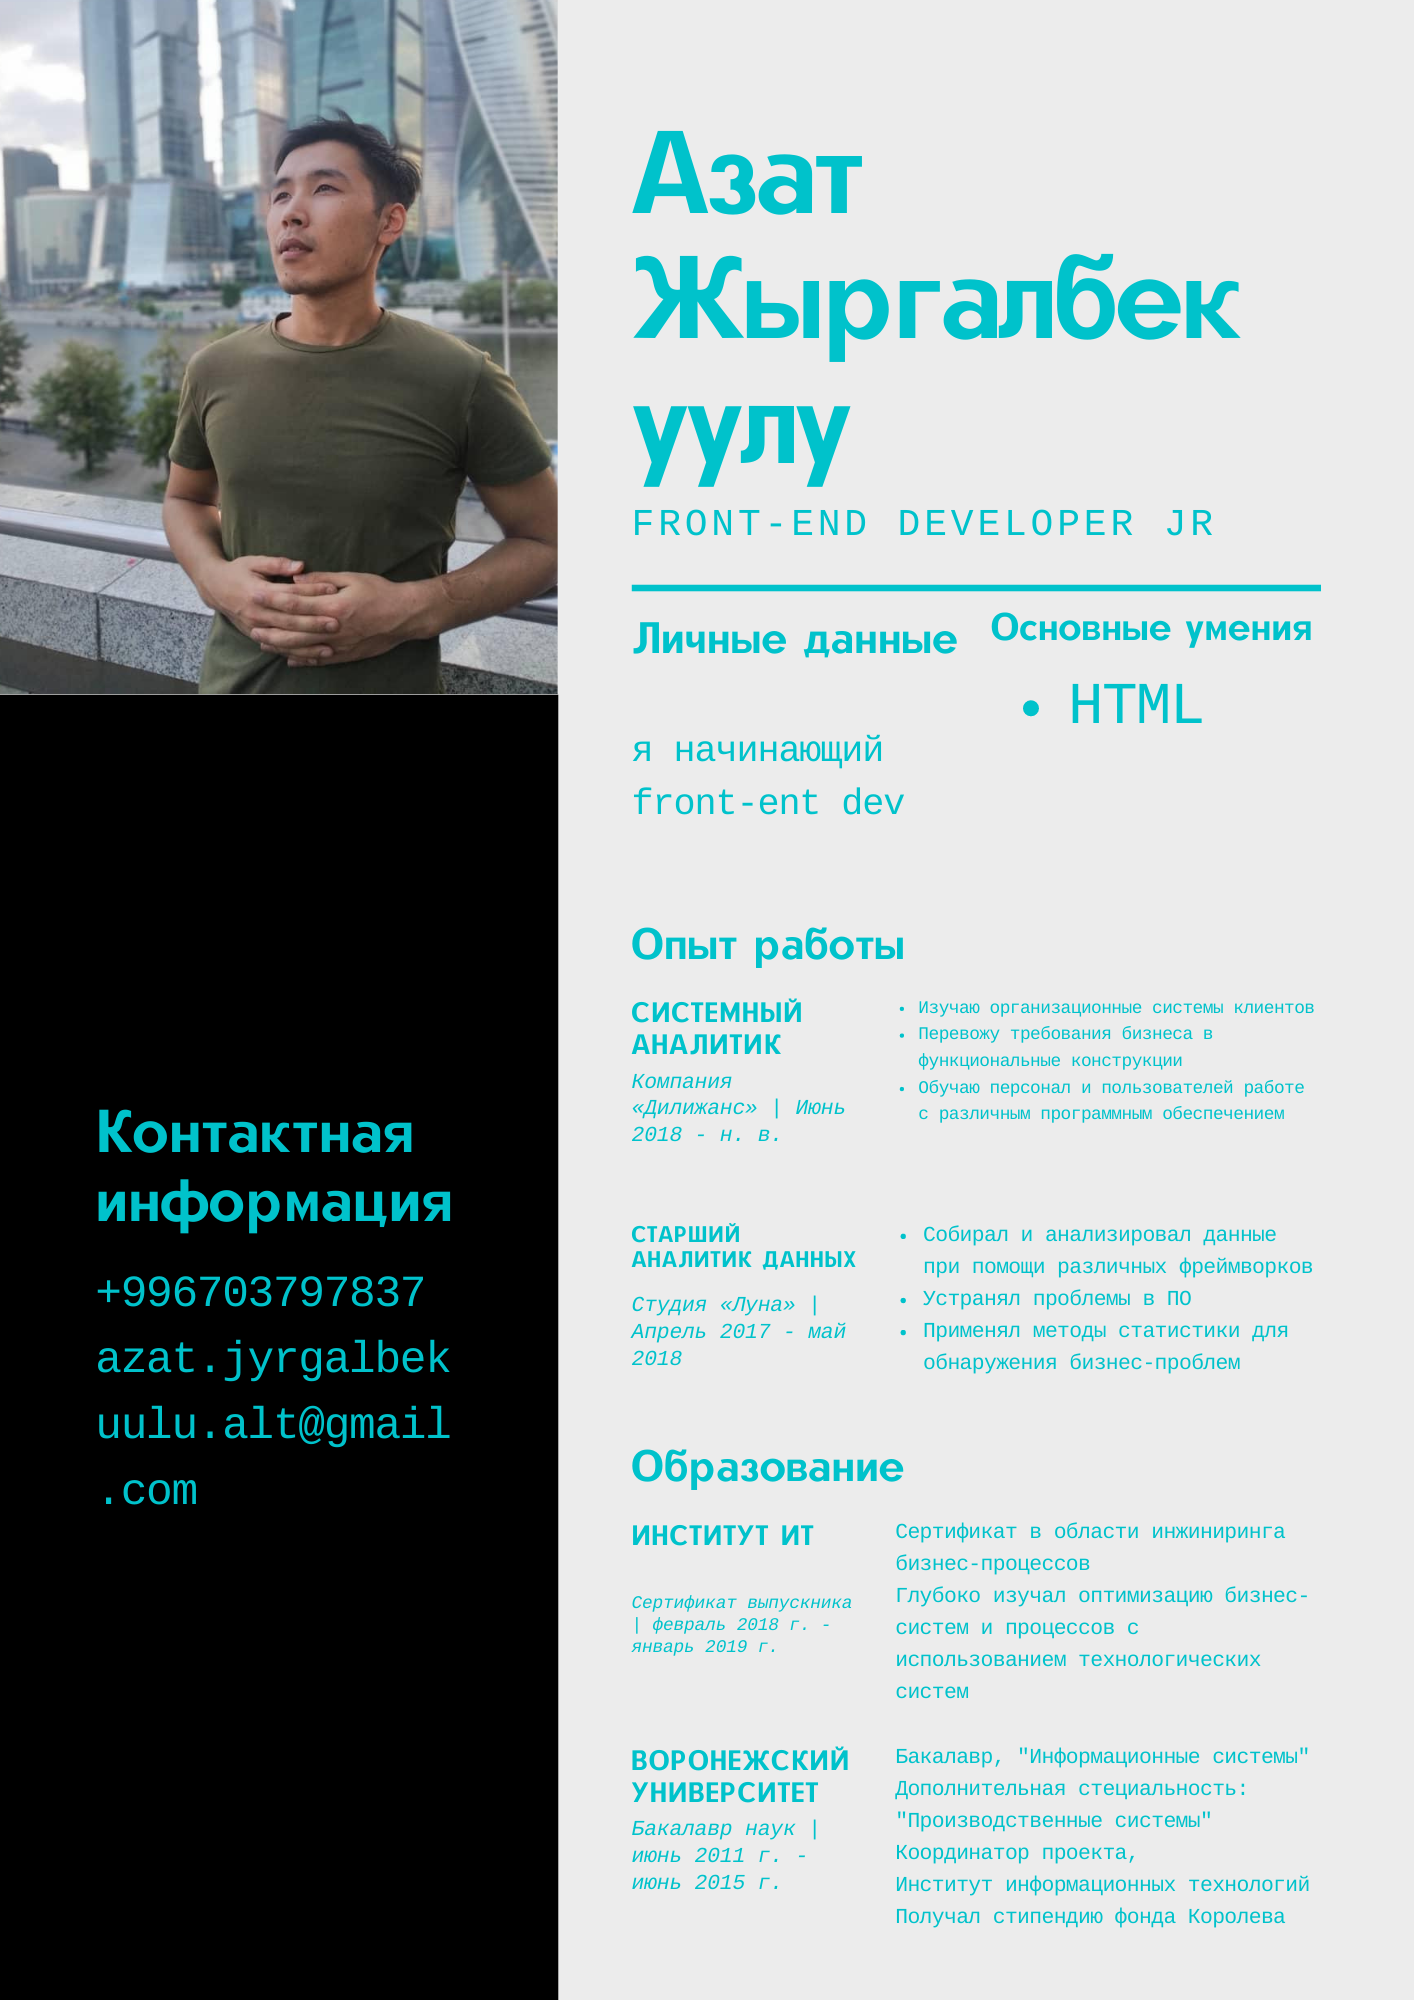 Азат
Жыргалбек
уулу
FRONT-END DEVELOPER JR
Личные данные
я начинающий
front-ent dev
Основные умения
• HTML
Опыт работы
СИСТЕМНЫЙ
АНАЛИТИК
Компания
«Дилижанс» | Июнь
2018 - н. в.
• Изучаю организационные системы клиентов
• Перевожу требования бизнеса в
функциональные конструкции
• Обучаю персонал и пользователей работе
с различным программным обеспечением
СТАРШИЙ
АНАЛИТИК ДАННЫХ
Студия «Луна» |
Апрель 2017 - май
2018
• Собирал и анализировал данные
при помощи различных фреймворков
• Устранял проблемы в ПО
• Применял методы статистики для
обнаружения бизнес-проблем
Образование
ИНСТИТУТ ИТ
Сертификат выпускника
| февраль 2018 г. -
январь 2019 г.
Сертификат в области инжиниринга
бизнес-процессов
Глубоко изучал оптимизацию бизнес-
систем и процессов с
использованием технологических
систем
ВОРОНЕЖСКИЙ
УНИВЕРСИТЕТ
Бакалавр наук |
июнь 2011 г. -
июнь 2015 г.
Бакалавр, "Информационные системы"
Дополнительная специальность:
"Производственные системы"
Координатор проекта,
Институт информационных технологий
Получал стипендию фонда Королева
Контактная
информация
+996703797837
azat.jyrgalbek
uulu.alt@gmail
.com